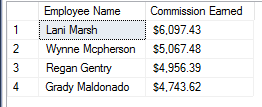 Employee Name Commission Earned
1 Lani Marsh $6,097.43
2 Wynne Mcpherson $5,067.48
3 Regan Gentry $4,956.39
4 Grady Maldonado $4,743.62